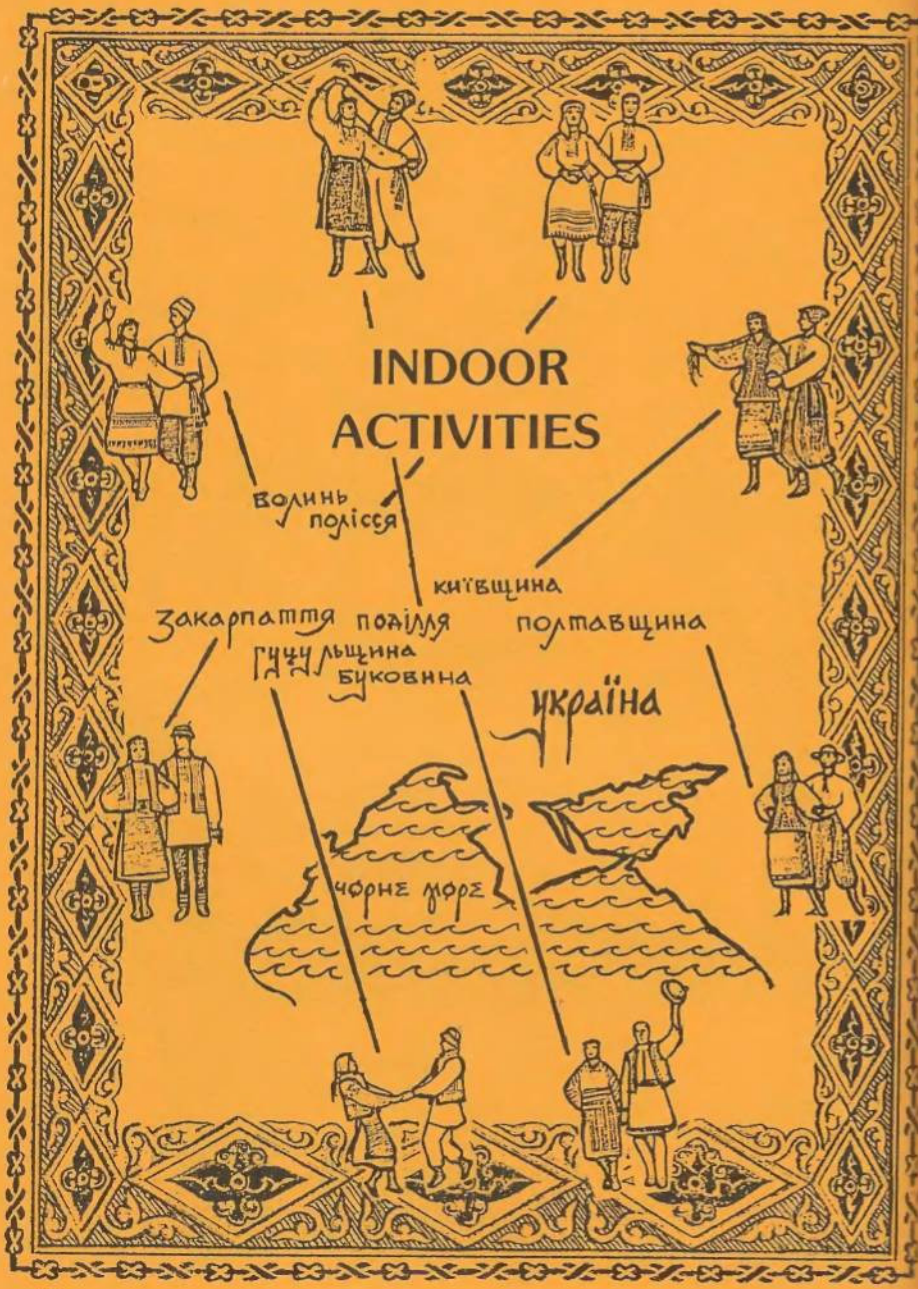 INDOOR
ACTIVITIES
волинь
полісся
київщина
закарпаття поділля полтавщина
гуцульщина
буковина
україна
чорне море